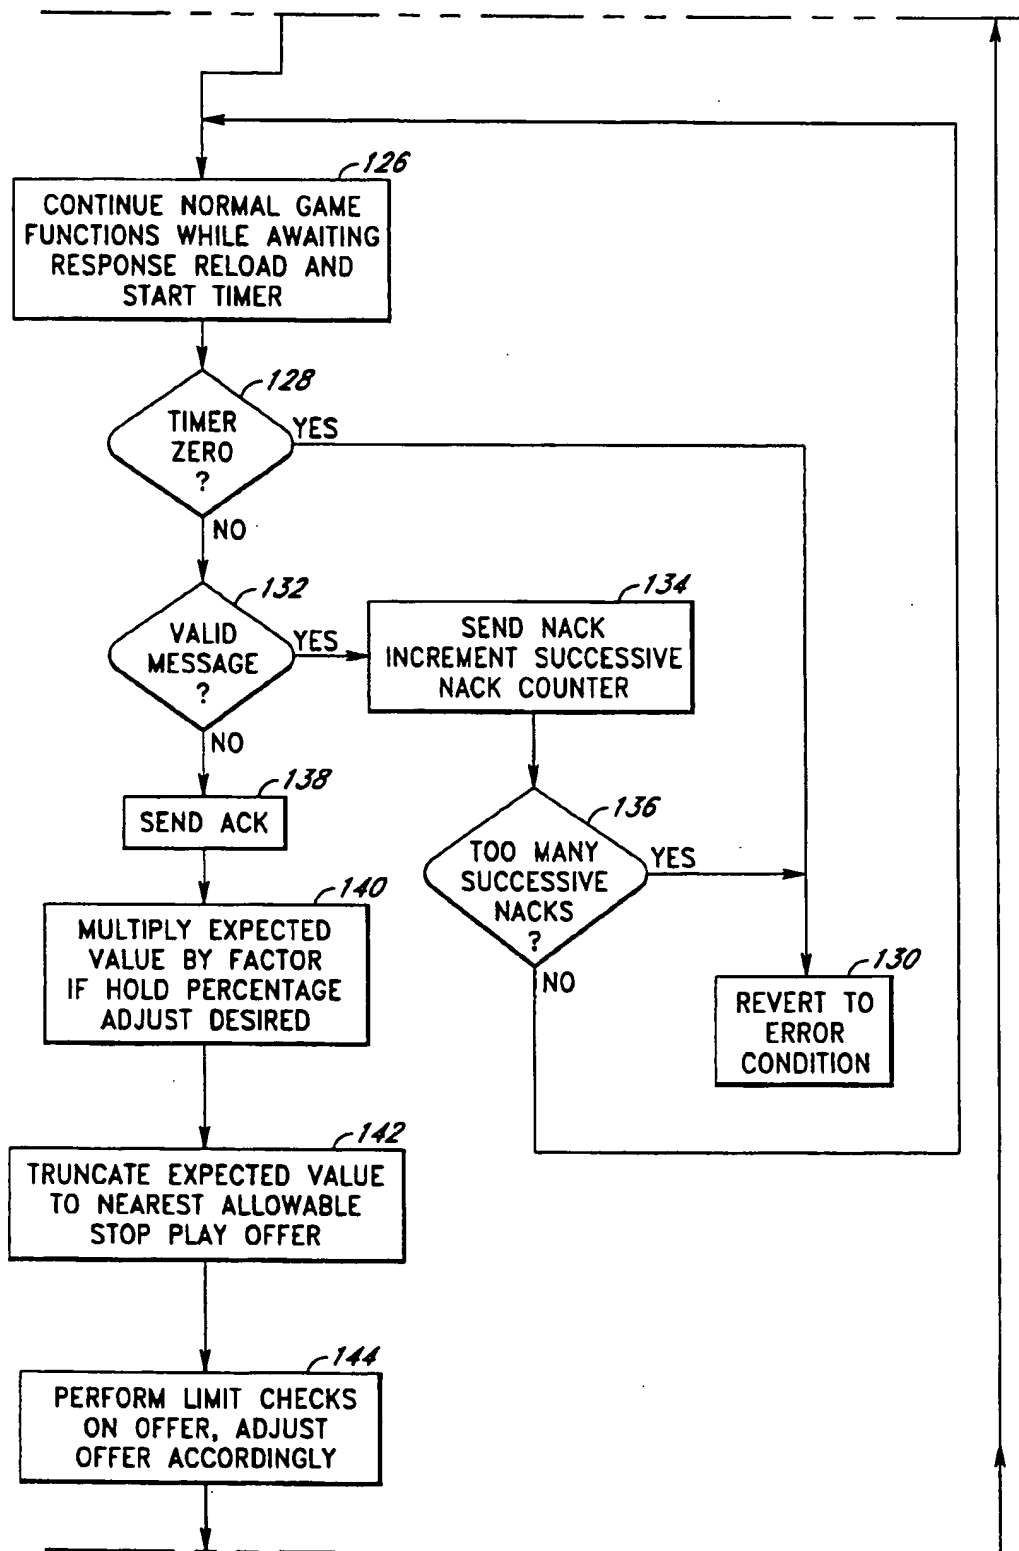 126
CONTINUE NORMAL GAME
FUNCTIONS WHILE AWAITING
RESPONSE RELOAD AND
START TIMER
128
TIMER
ZERO
?
YES
NO
132
VALID
MESSAGE
?
YES
NO
134
SEND NACK
INCREMENT SUCCESSIVE
NACK COUNTER
136
TOO MANY
SUCCESSIVE
NACKS
?
YES
NO
130
REVERT TO
ERROR
CONDITION
138
SEND ACK
140
MULTIPLY EXPECTED
VALUE BY FACTOR
IF HOLD PERCENTAGE
ADJUST DESIRED
142
TRUNCATE EXPECTED VALUE
TO NEAREST ALLOWABLE
STOP PLAY OFFER
144
PERFORM LIMIT CHECKS
ON OFFER, ADJUST
OFFER ACCORDINGLY